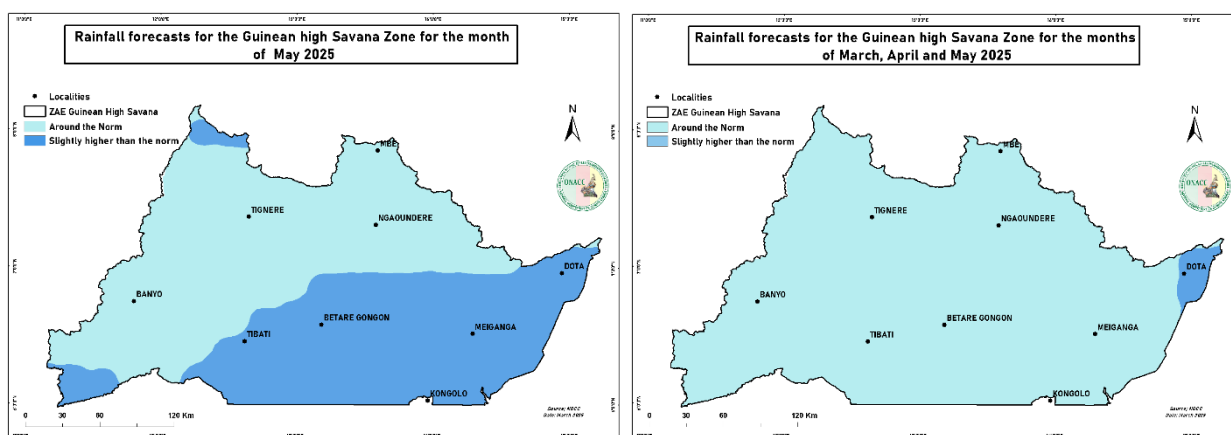 Rainfall forecasts for the Guinean high Savana Zone for the month
of May 2025
Localities
ZAE Guinean High Savana
Around the Norm
Slightly higher than the norm
N
ONACC
MBE
TIGNERE
NGAOUNDERE
DOTA
BANYO
BETARE GONGON
TIBATI
MEIGANGA
KONGOLO
0 30 60 120 Km
Rainfall forecasts for the Guinean high Savana Zone for the months
of March, April and May 2025
Localities
ZAE Guinean High Savana
Around the Norm
Slightly higher than the norm
N
ONACC
MBE
TIGNERE
NGAOUNDERE
DOTA
BANYO
BETARE GONGON
TIBATI
MEIGANGA
KONGOLO
0 30 60 120 Km